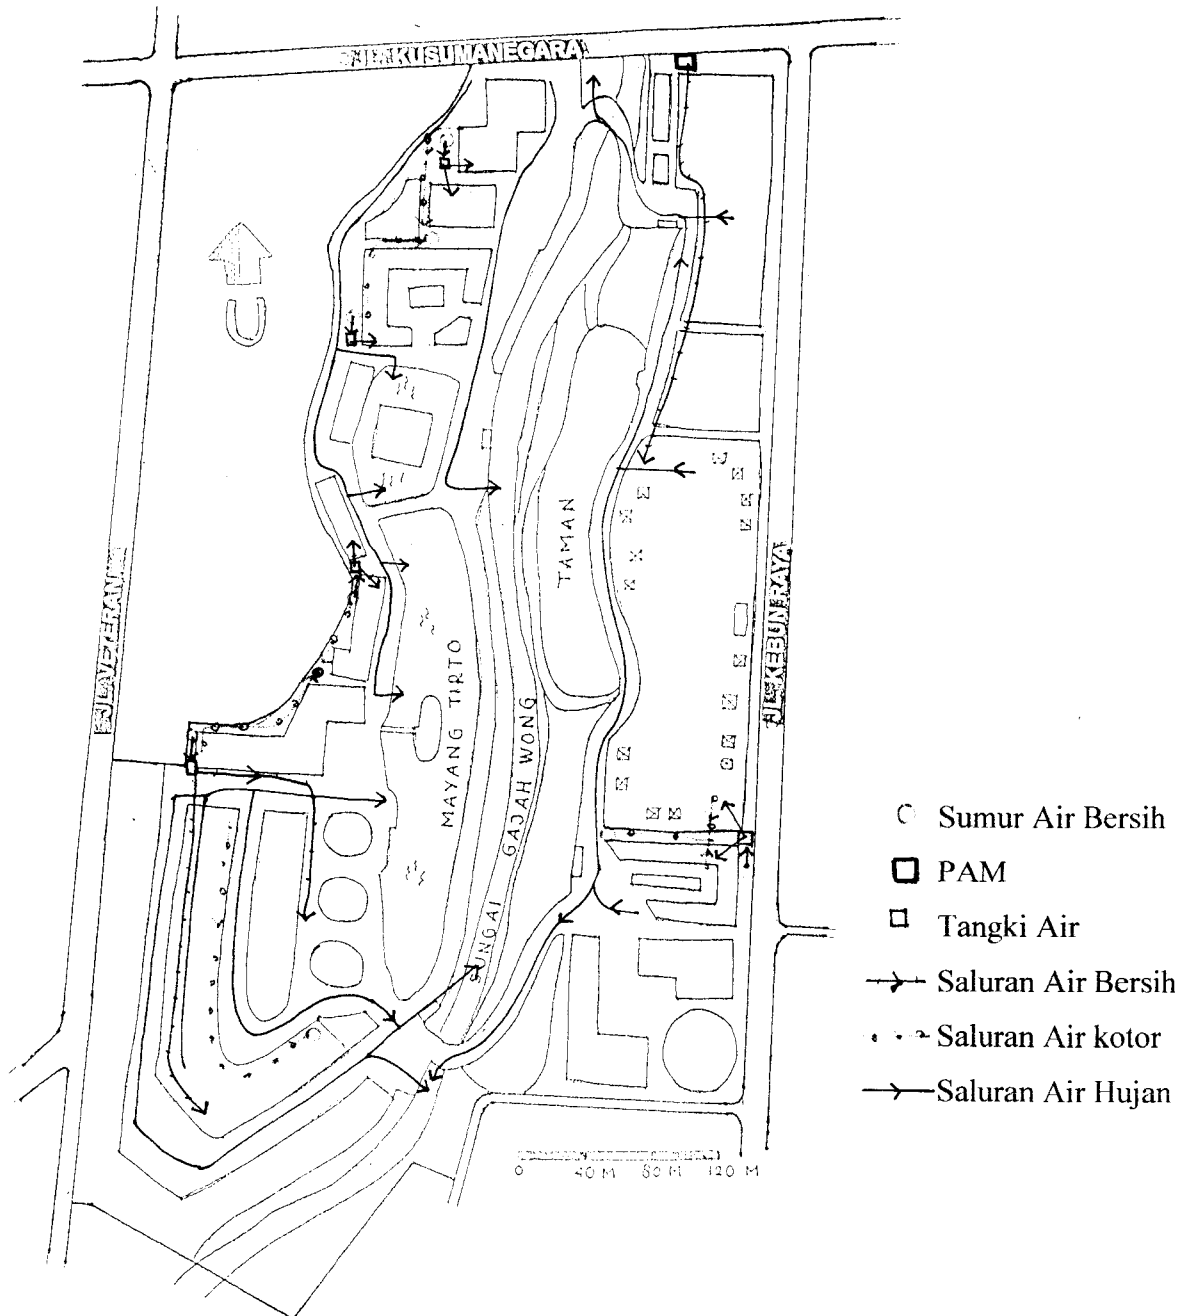 JL. KUSUMANEGARA
U
JL. VETERAN
TAMAN
JL. KEBUN RAYA
MAYANG TIRTO
SUNGAI GAJAH WONG
Sumur Air Bersih
PAM
Tangki Air
Saluran Air Bersih
Saluran Air kotor
Saluran Air Hujan
0 40 M 80 M 120 M